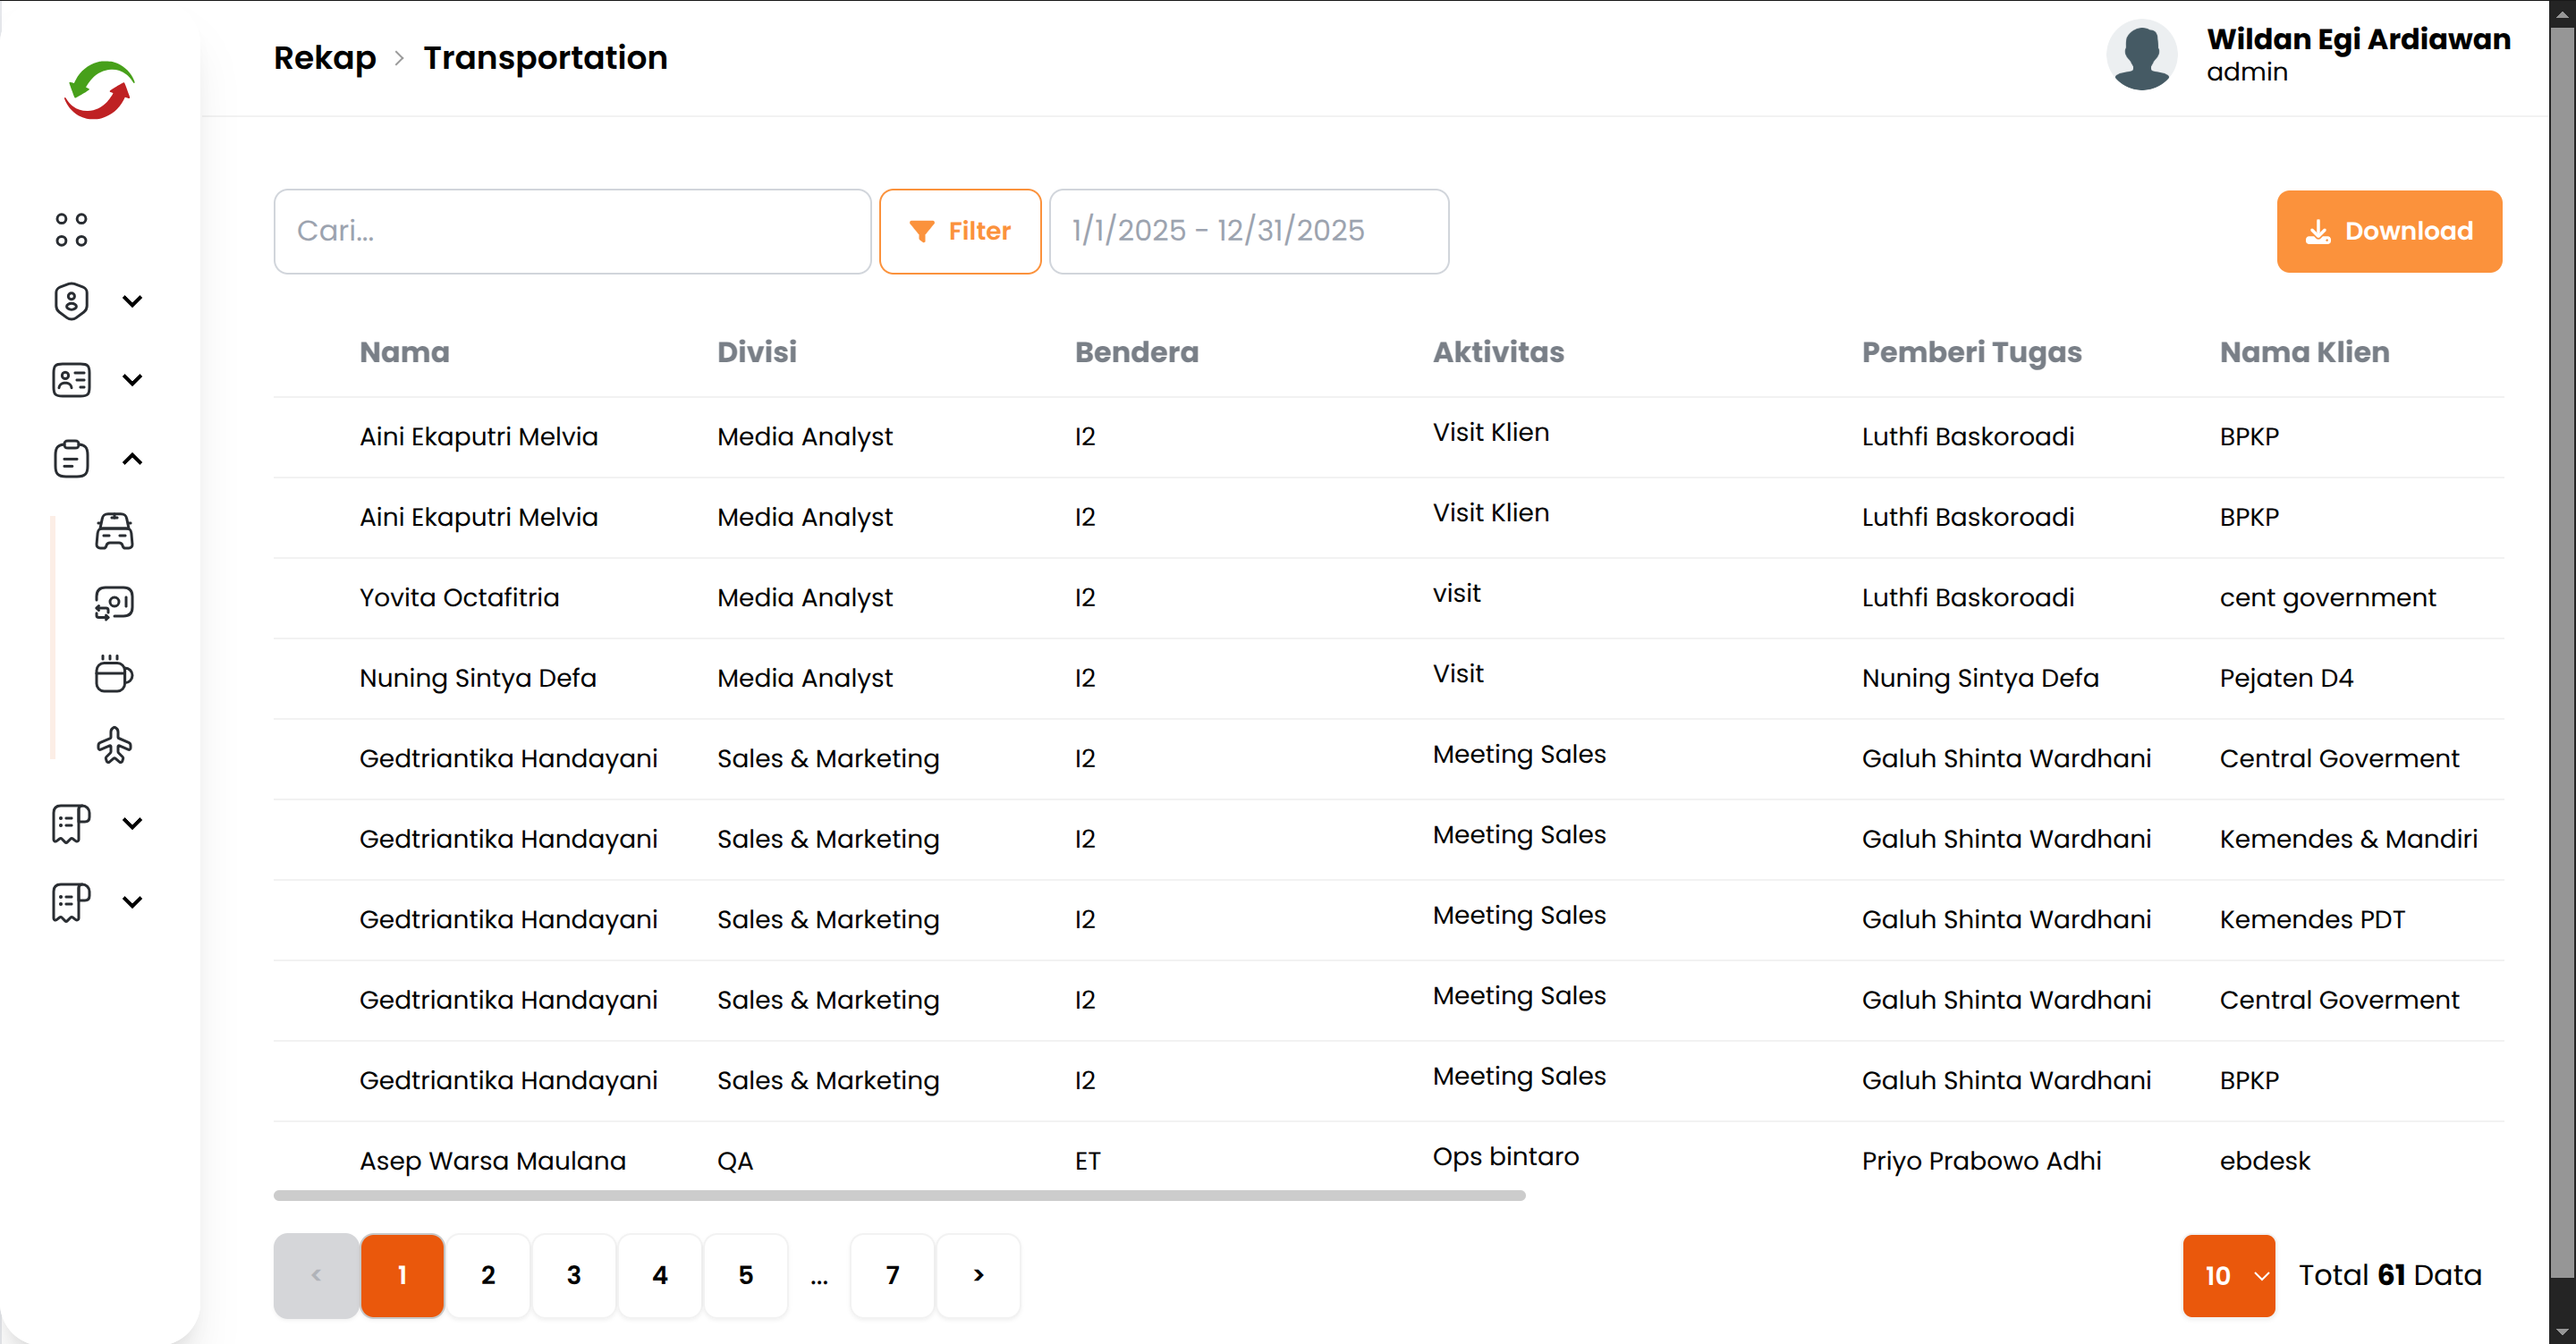 Rekap > Transportation
Wildan Egi Ardiawan
admin
Cari...
Filter
1/1/2025 - 12/31/2025
Download
Nama Divisi Bendera Aktivitas Pemberi Tugas Nama Klien
Aini Ekaputri Melvia Media Analyst I2 Visit Klien Luthfi Baskoroadi BPKP
Aini Ekaputri Melvia Media Analyst I2 Visit Klien Luthfi Baskoroadi BPKP
Yovita Octafitria Media Analyst I2 visit Luthfi Baskoroadi cent government
Nuning Sintya Defa Media Analyst I2 Visit Nuning Sintya Defa Pejaten D4
Gedtriantika Handayani Sales & Marketing I2 Meeting Sales Galuh Shinta Wardhani Central Goverment
Gedtriantika Handayani Sales & Marketing I2 Meeting Sales Galuh Shinta Wardhani Kemendes & Mandiri
Gedtriantika Handayani Sales & Marketing I2 Meeting Sales Galuh Shinta Wardhani Kemendes PDT
Gedtriantika Handayani Sales & Marketing I2 Meeting Sales Galuh Shinta Wardhani Central Goverment
Gedtriantika Handayani Sales & Marketing I2 Meeting Sales Galuh Shinta Wardhani BPKP
Asep Warsa Maulana QA ET Ops bintaro Priyo Prabowo Adhi ebdesk
< 1 2 3 4 5 ... 7 >
10 Total 61 Data